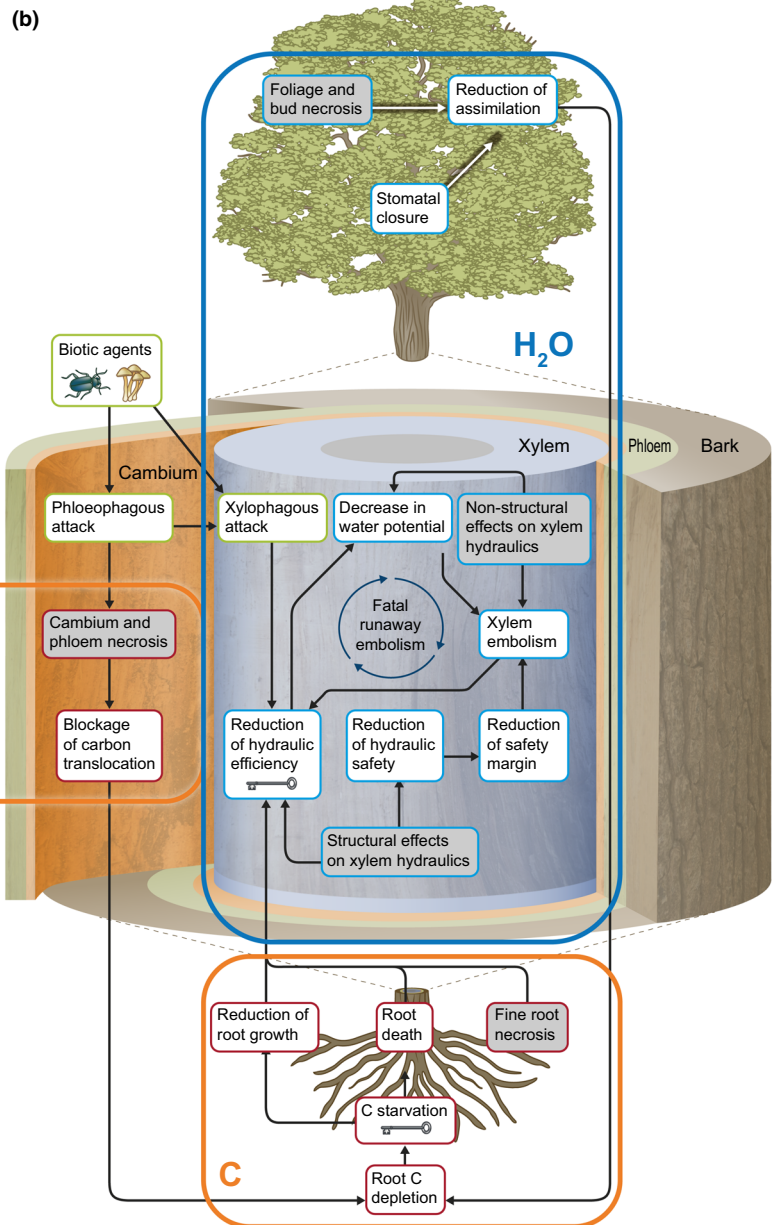 (b)
Foliage and
bud necrosis
Reduction of
assimilation
Stomatal
closure
H₂O
Biotic agents
Xylem
Phloem
Bark
Cambium
Phloeophagous
attack
Xylophagous
attack
Decrease in
water potential
Non-structural
effects on xylem
hydraulics
Fatal
runaway
embolism
Cambium and
phloem necrosis
Xylem
embolism
Blockage
of carbon
translocation
Reduction
of hydraulic
efficiency
Reduction
of hydraulic
safety
Reduction
of safety
margin
Structural effects
on xylem hydraulics
Reduction of
root growth
Root
death
Fine root
necrosis
C starvation
C
Root C
depletion